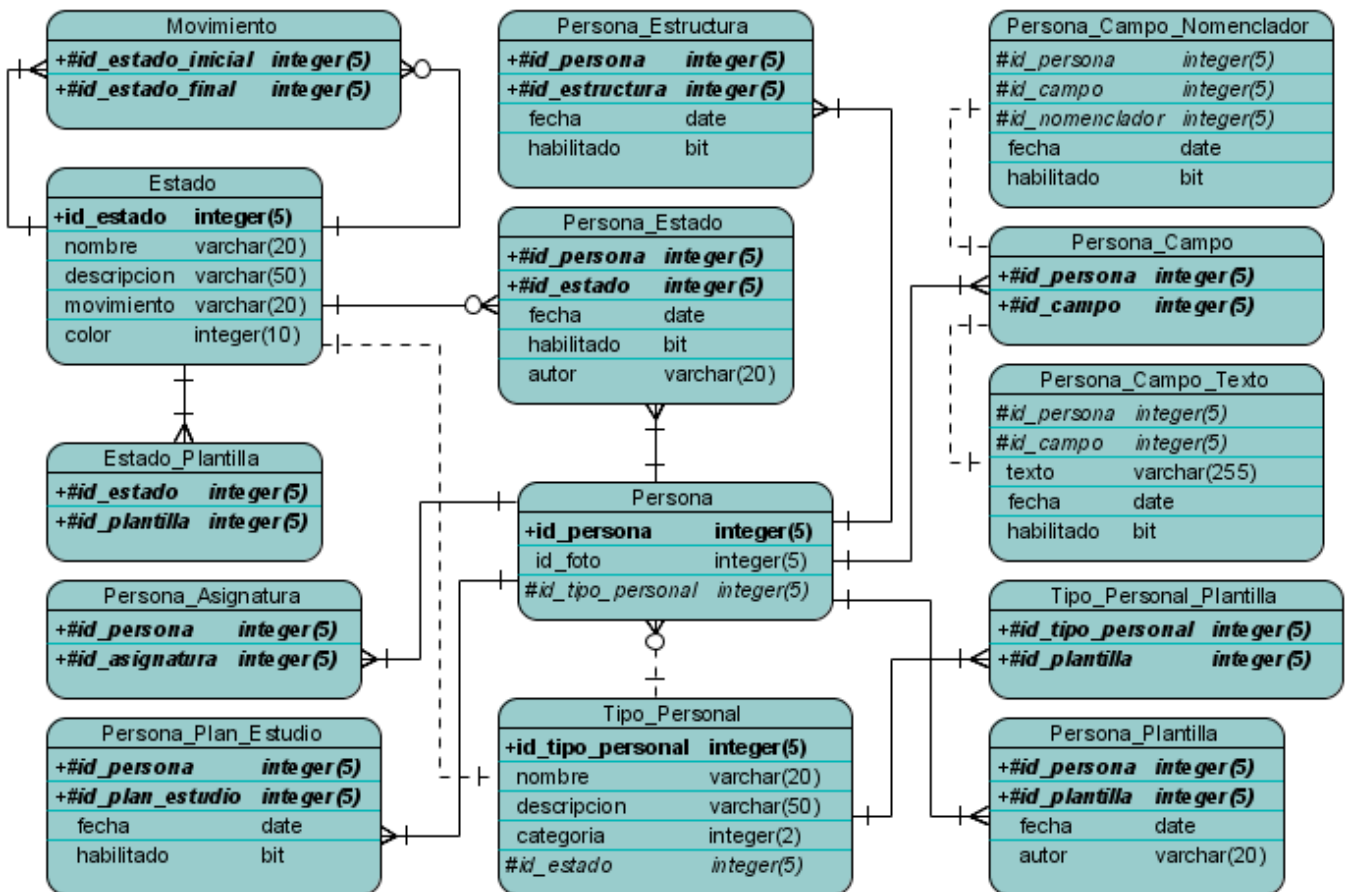 Movimiento
+#id_estado_inicial integer(5)
+#id_estado_final integer(5)
Estado
+id_estado integer(5)
nombre varchar(20)
descripcion varchar(50)
movimiento varchar(20)
color integer(10)
Estado_Plantilla
+#id_estado integer(5)
+#id_plantilla integer(5)
Persona_Asignatura
+#id_persona integer(5)
+#id_asignatura integer(5)
Persona_Plan_Estudio
+#id_persona integer(5)
+#id_plan_estudio integer(5)
fecha date
habilitado bit
Persona_Estructura
+#id_persona integer(5)
+#id_estructura integer(5)
fecha date
habilitado bit
Persona_Estado
+#id_persona integer(5)
+#id_estado integer(5)
fecha date
habilitado bit
autor varchar(20)
Persona
+id_persona integer(5)
id_foto integer(5)
#id_tipo_personal integer(5)
Tipo_Personal
+id_tipo_personal integer(5)
nombre varchar(20)
descripcion varchar(50)
categoria integer(2)
#id_estado integer(5)
Persona_Campo_Nomenclador
#id_persona integer(5)
#id_campo integer(5)
#id_nomenclador integer(5)
fecha date
habilitado bit
Persona_Campo
+#id_persona integer(5)
+#id_campo integer(5)
Persona_Campo_Texto
#id_persona integer(5)
#id_campo integer(5)
texto varchar(255)
fecha date
habilitado bit
Tipo_Personal_Plantilla
+#id_tipo_personal integer(5)
+#id_plantilla integer(5)
Persona_Plantilla
+#id_persona integer(5)
+#id_plantilla integer(5)
fecha date
autor varchar(20)